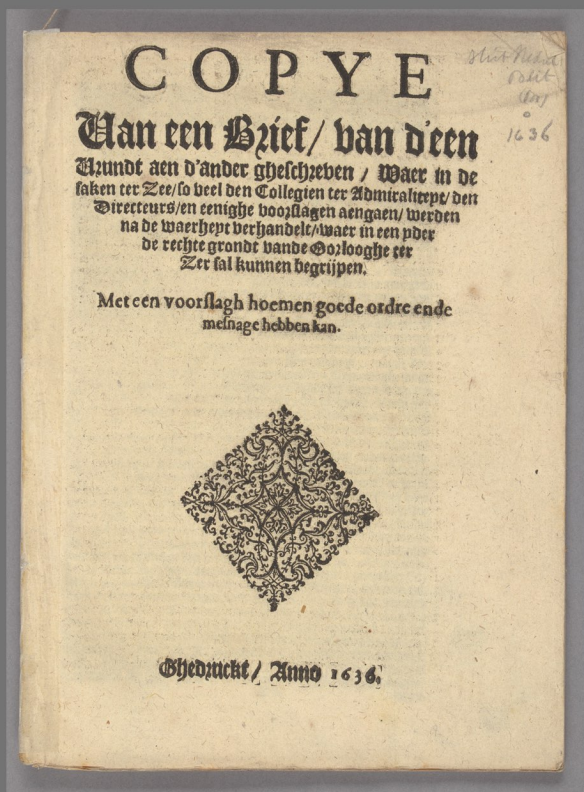 COPYE
Van een Brief/ van d'een
Vrundt aen d'ander gheschreven / Waer in de
saken ter Zee/so veel den Collegien ter Admiraliteyt/ den
Directeurs/en eenighe voorslagen aengaen/ werden
na de waerheyt verhandelt/waer in een yder
de rechte grondt vande Oorlooghe ter
Zee sal kunnen begrijpen.
Met een voorslagh hoemen goede ordre ende
mesnage hebben kan.
Ghedruckt/ Anno 1636.
1636